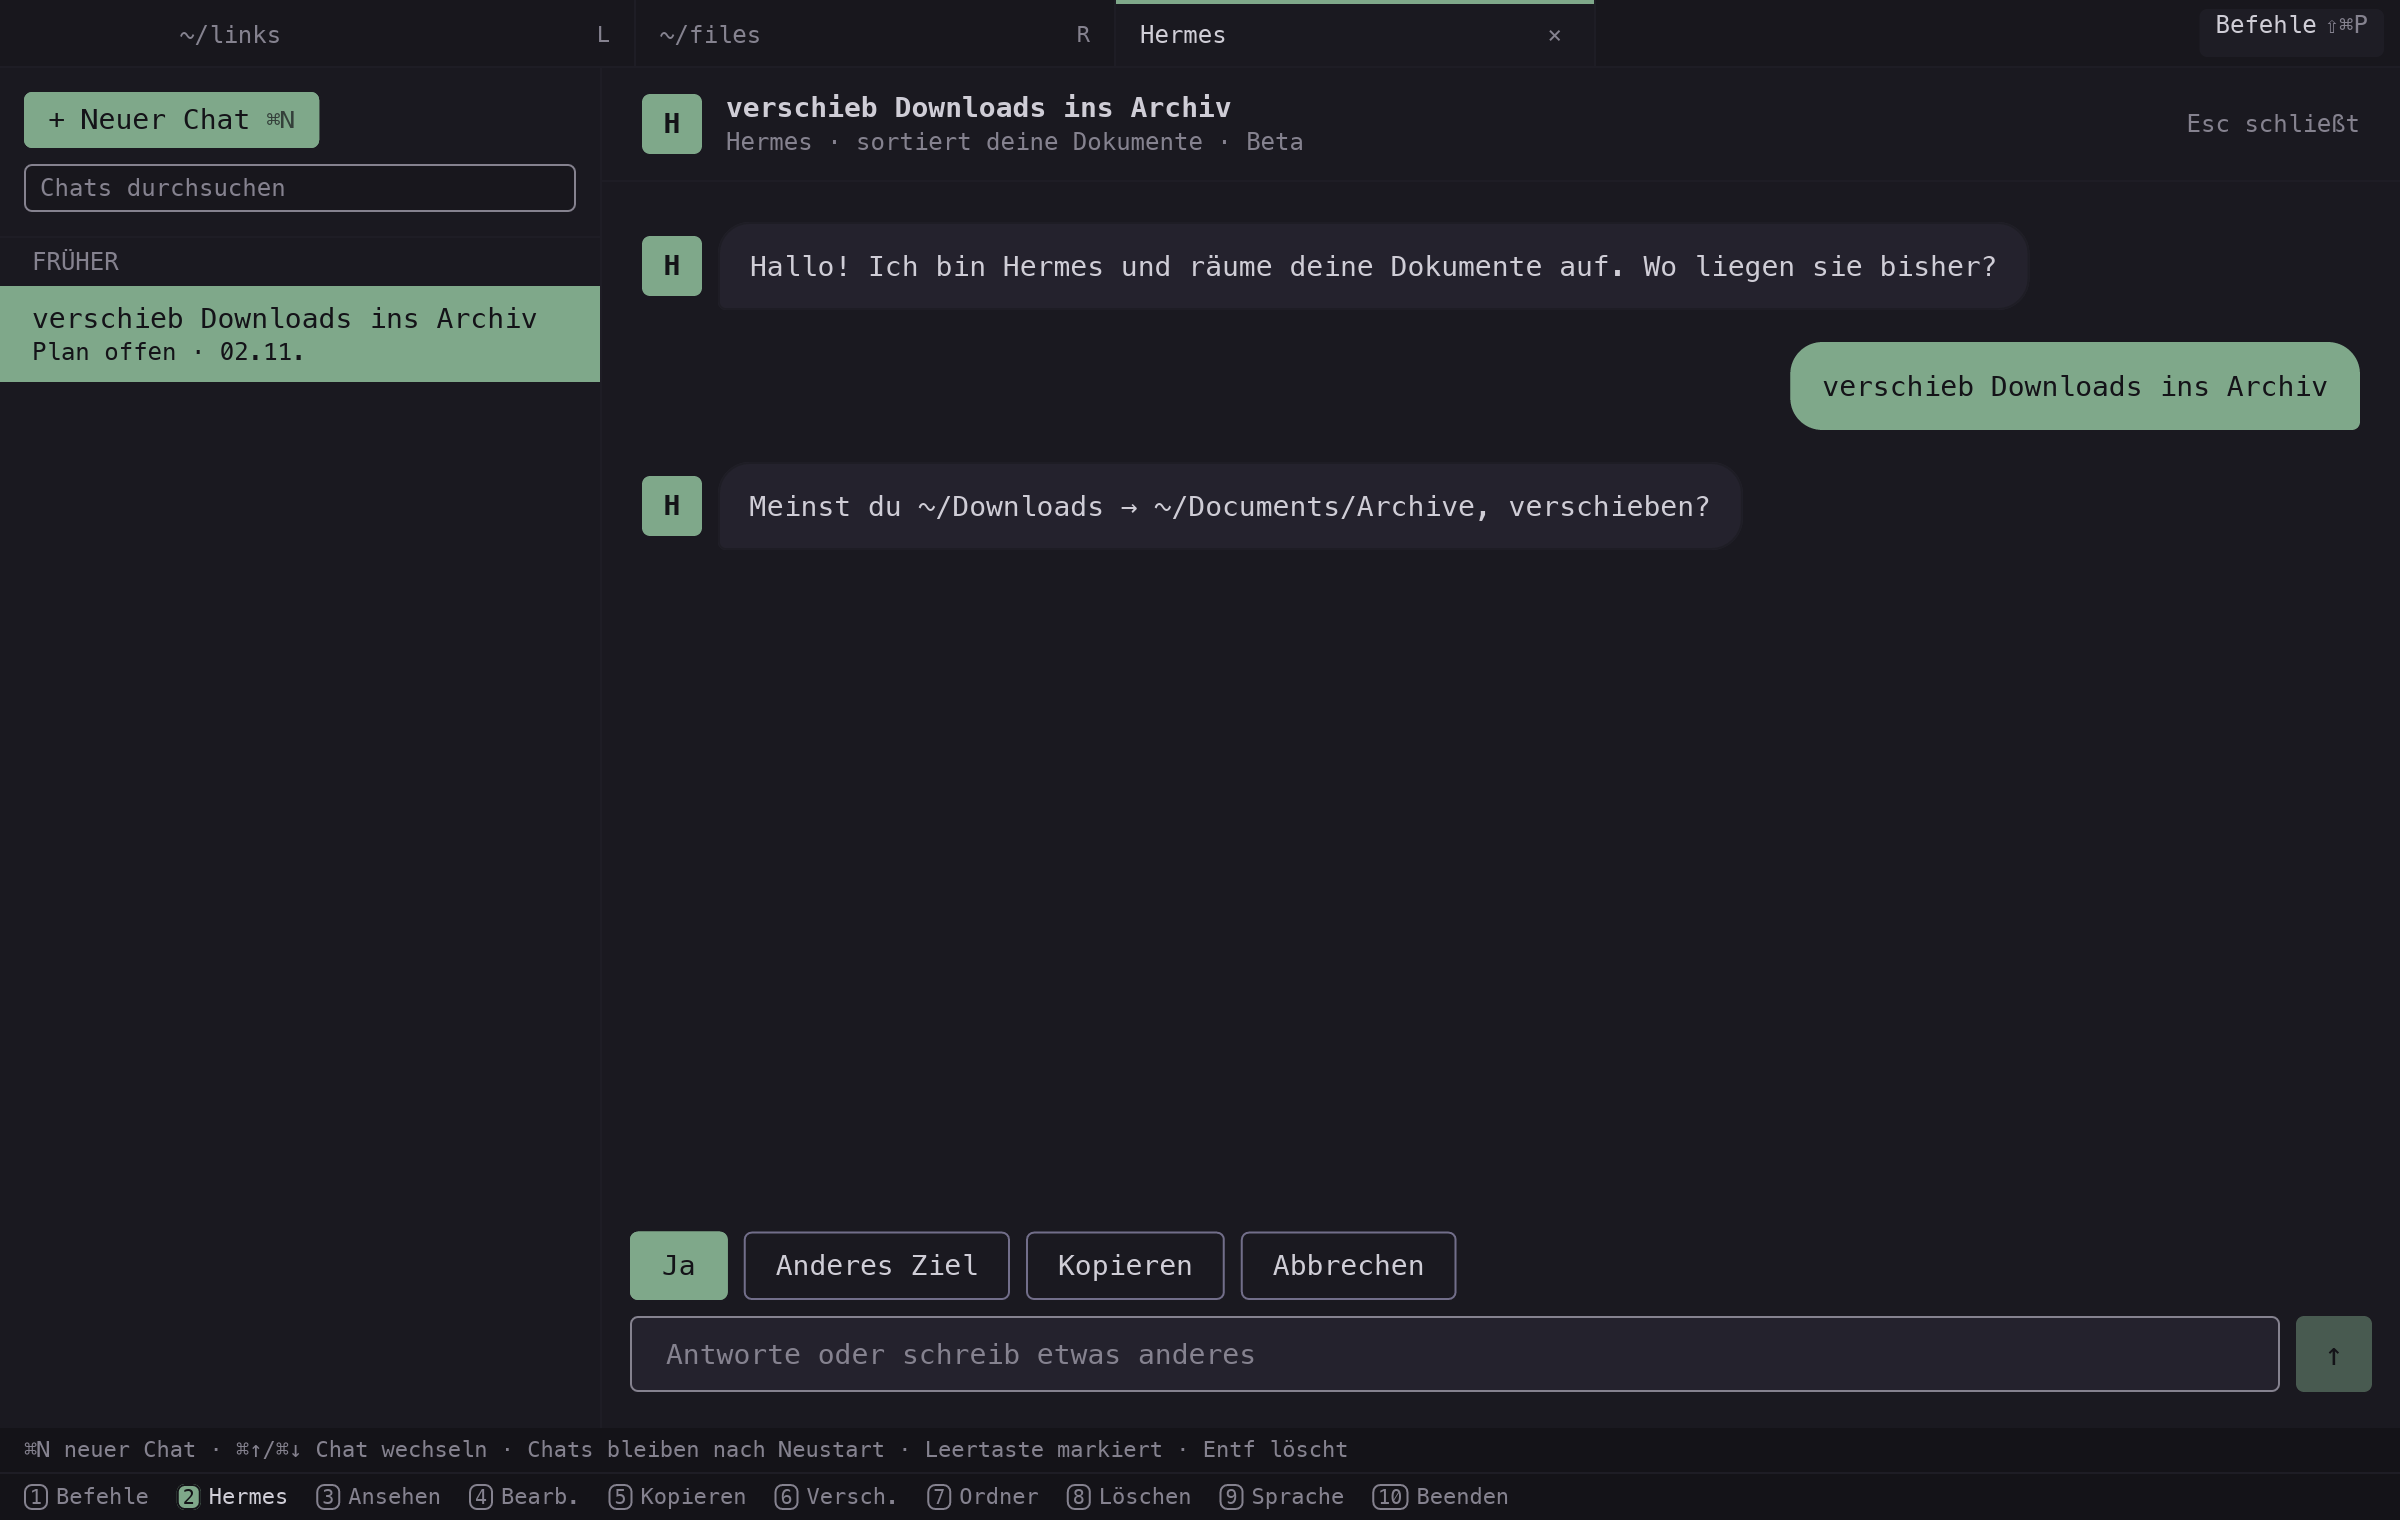 ~/links L ~/files R Hermes × Befehle ⇧⌘P
+ Neuer Chat ⌘N
Chats durchsuchen
FRÜHER
verschieb Downloads ins Archiv
Plan offen · 02.11.
H verschieb Downloads ins Archiv
Hermes · sortiert deine Dokumente · Beta
Esc schließt
H Hallo! Ich bin Hermes und räume deine Dokumente auf. Wo liegen sie bisher?
verschieb Downloads ins Archiv
H Meinst du ~/Downloads → ~/Documents/Archive, verschieben?
Ja Anderes Ziel Kopieren Abbrechen
Antworte oder schreib etwas anderes ↑
⌘N neuer Chat · ⌘↑/⌘↓ Chat wechseln · Chats bleiben nach Neustart · Leertaste markiert · Entf löscht
1 Befehle 2 Hermes 3 Ansehen 4 Bearb. 5 Kopieren 6 Versch. 7 Ordner 8 Löschen 9 Sprache 10 Beenden